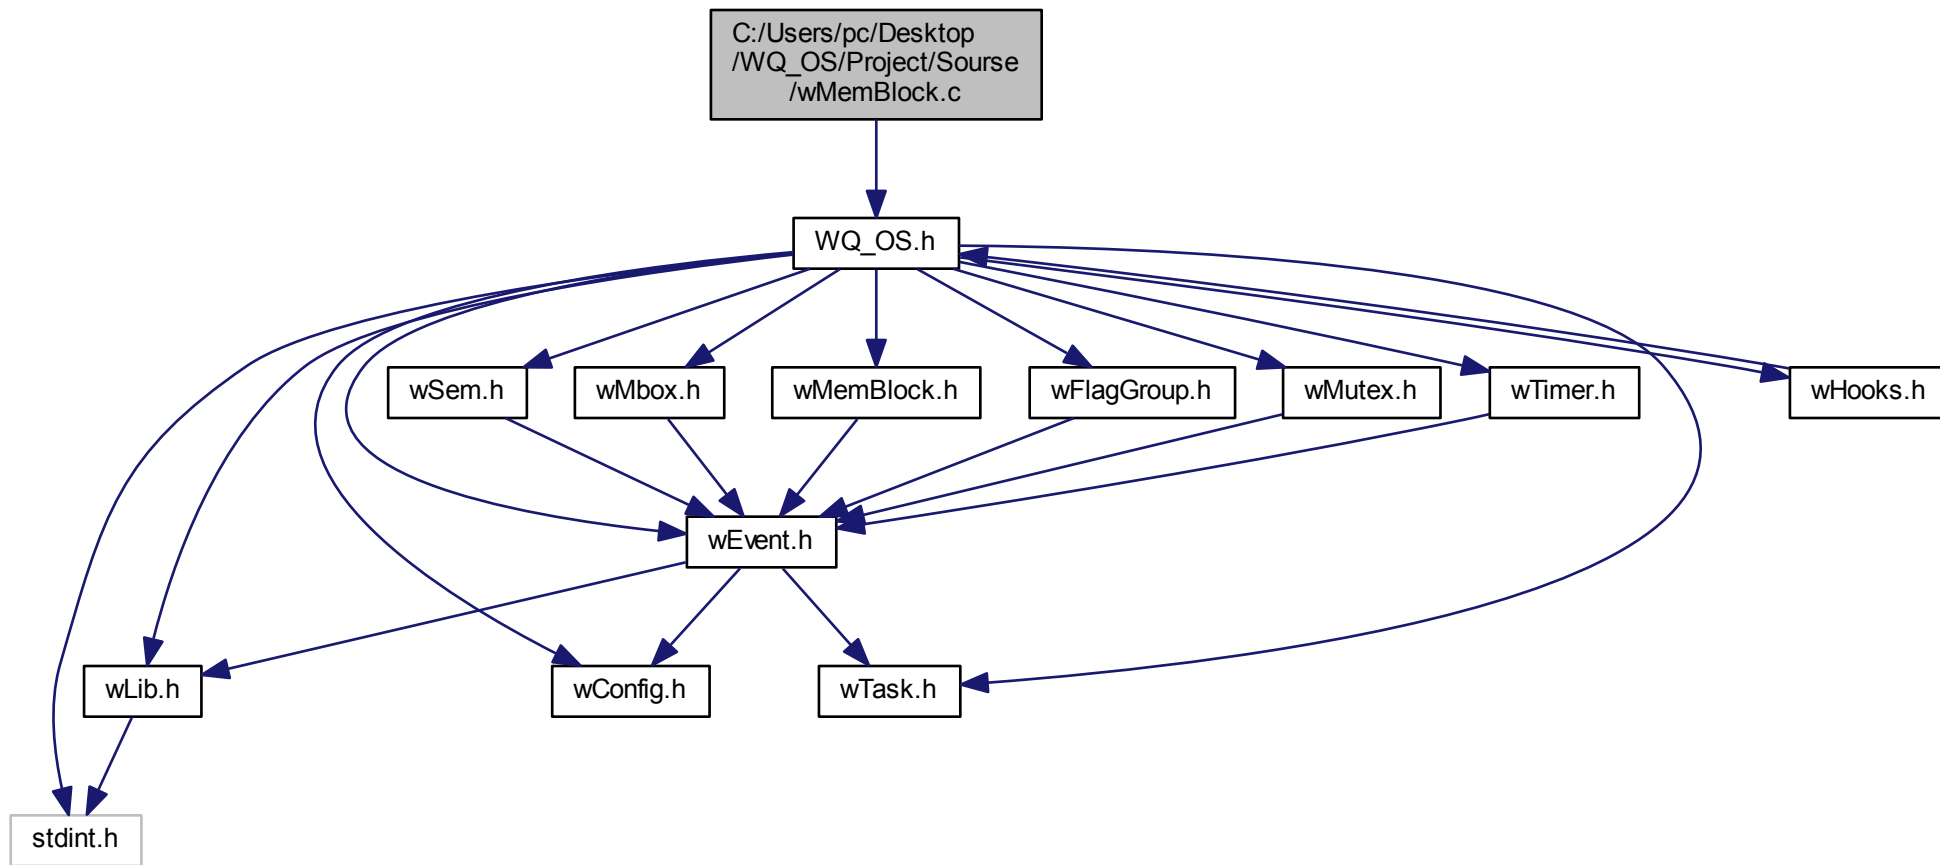 C:/Users/pc/Desktop
/WQ_OS/Project/Sourse
/wMemBlock.c
WQ_OS.h
wSem.h
wMbox.h
wMemBlock.h
wFlagGroup.h
wMutex.h
wTimer.h
wHooks.h
wEvent.h
wLib.h
wConfig.h
wTask.h
stdint.h